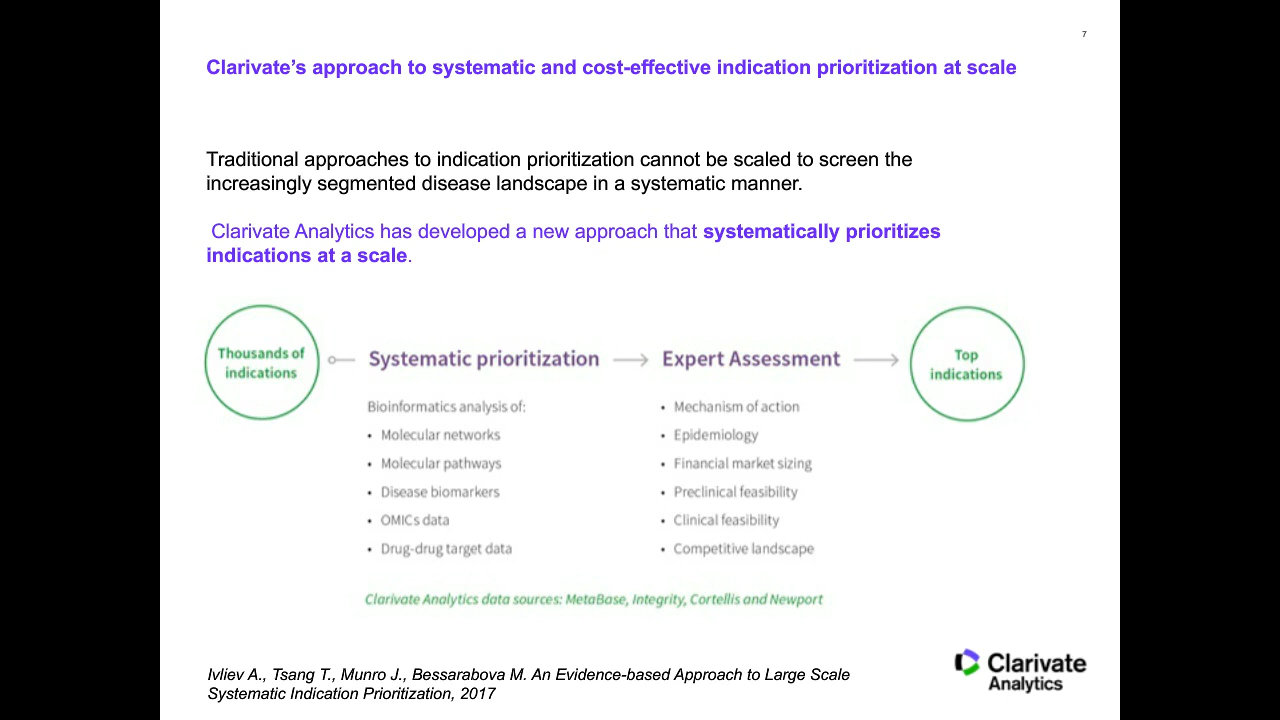 7
Clarivate’s approach to systematic and cost-effective indication prioritization at scale
Traditional approaches to indication prioritization cannot be scaled to screen the
increasingly segmented disease landscape in a systematic manner.
Clarivate Analytics has developed a new approach that systematically prioritizes
indications at a scale.
Thousands of
indications
Systematic prioritization
Bioinformatics analysis of:
• Molecular networks
• Molecular pathways
• Disease biomarkers
• OMICs data
• Drug-drug target data
Expert Assessment
• Mechanism of action
• Epidemiology
• Financial market sizing
• Preclinical feasibility
• Clinical feasibility
• Competitive landscape
Top
indications
Clarivate Analytics data sources: MetaBase, Integrity, Cortellis and Newport
Ivliev A., Tsang T., Munro J., Bessarabova M. An Evidence-based Approach to Large Scale
Systematic Indication Prioritization, 2017
Clarivate
Analytics